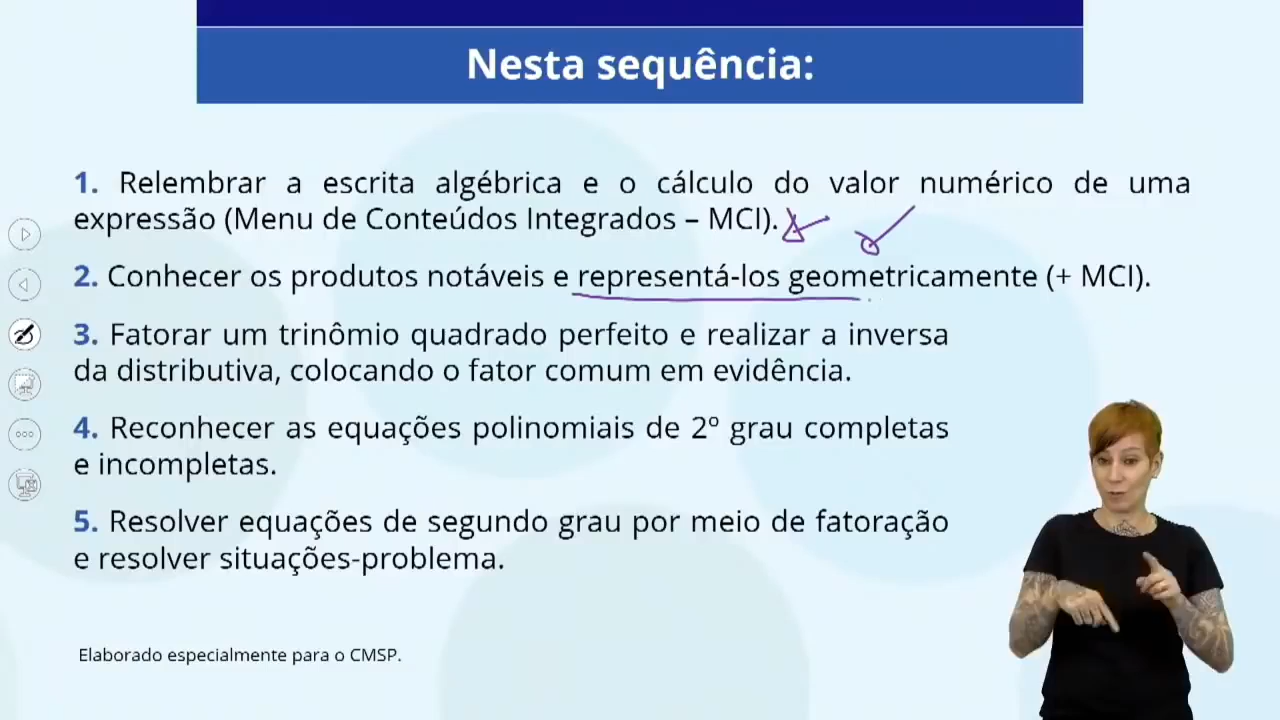 Nesta sequência:
1. Relembrar a escrita algébrica e o cálculo do valor numérico de uma
expressão (Menu de Conteúdos Integrados – MCI).
2. Conhecer os produtos notáveis e representá-los geometricamente (+ MCI).
3. Fatorar um trinômio quadrado perfeito e realizar a inversa
da distributiva, colocando o fator comum em evidência.
4. Reconhecer as equações polinomiais de 2º grau completas
e incompletas.
5. Resolver equações de segundo grau por meio de fatoração
e resolver situações-problema.
Elaborado especialmente para o CMSP.